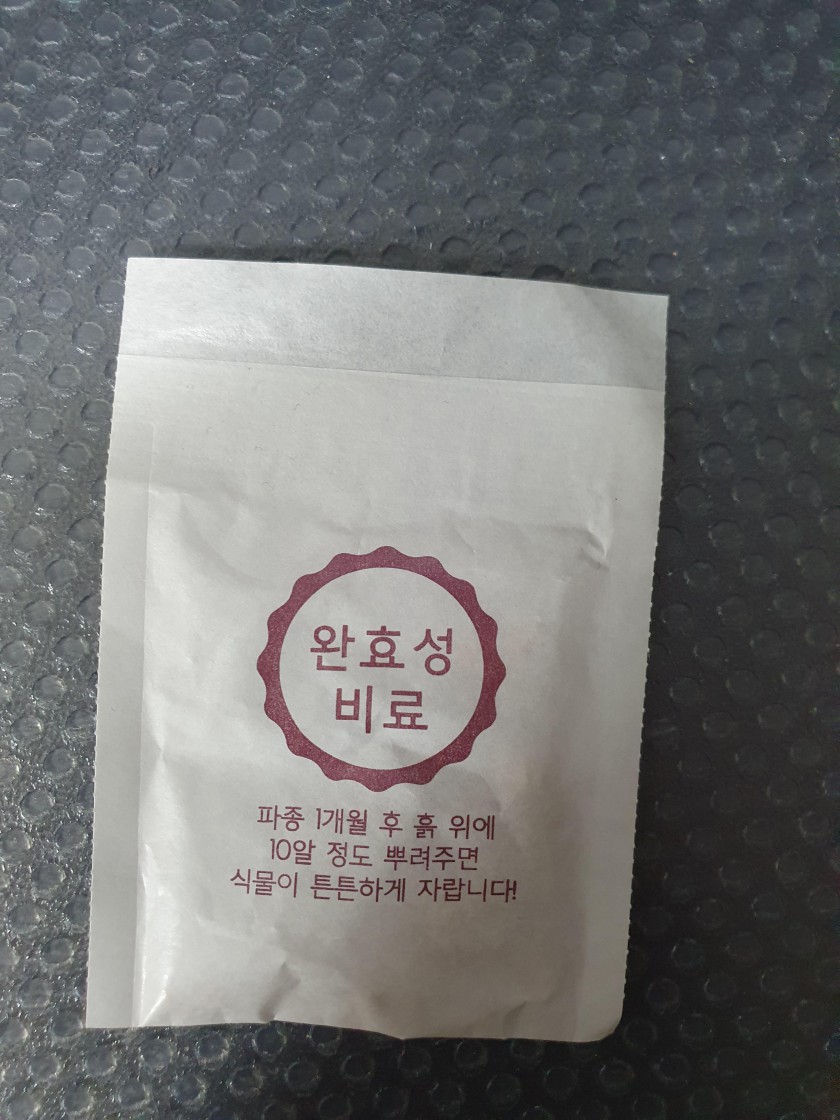 완효성
비료
파종 1개월 후 흙 위에
10알 정도 뿌려주면
식물이 튼튼하게 자랍니다!